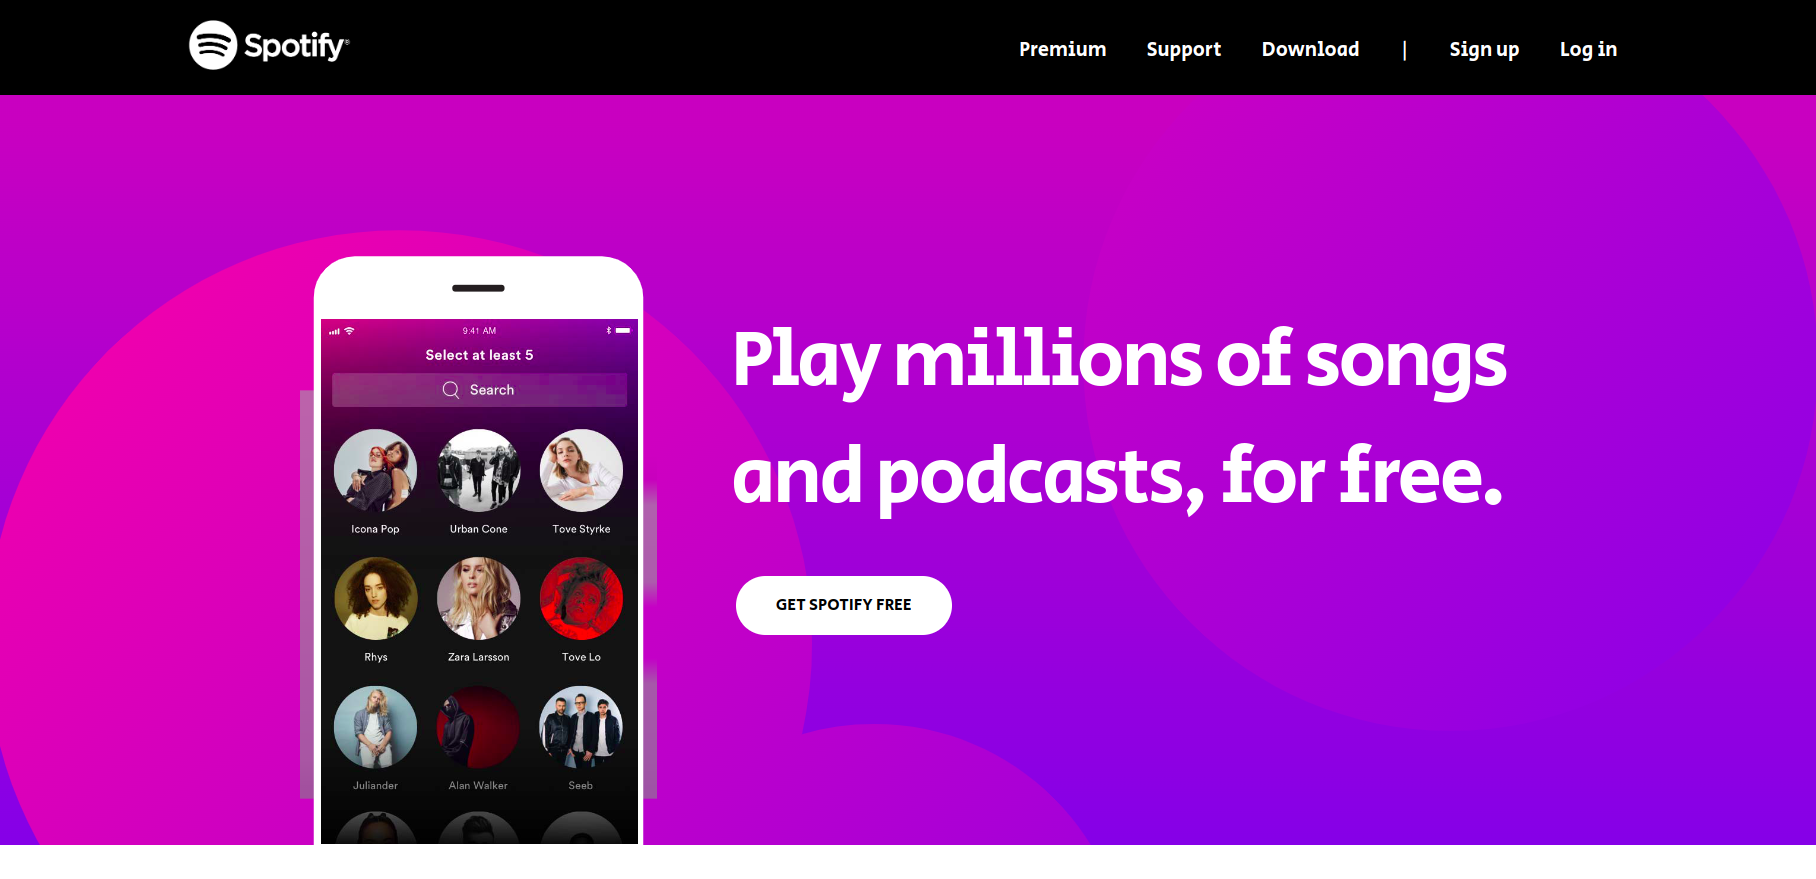 Spotify®
Premium Support Download | Sign up Log in
9:41 AM
Select at least 5
Search
Icona Pop Urban Cone Tove Styrke
Rhys Zara Larsson Tove Lo
Juliander Alan Walker Seeb
Play millions of songs
and podcasts, for free.
GET SPOTIFY FREE